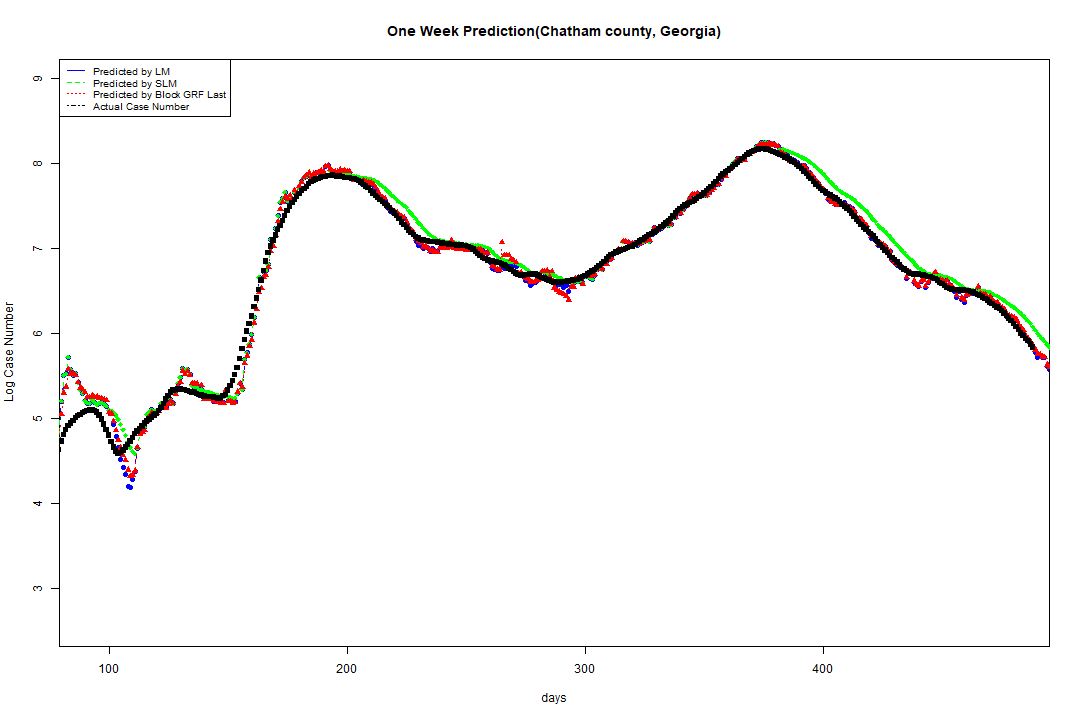 One Week Prediction(Chatham county, Georgia)
Predicted by LM
Predicted by SLM
Predicted by Block GRF Last
Actual Case Number
9
8
7
6
5
4
3
Log Case Number
100 200 300 400
days